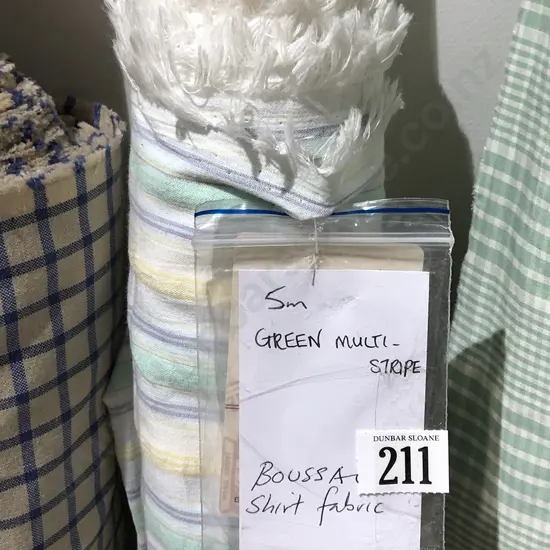 5m
GREEN MULTI-
STRIPE
DUNBAR SLOANE
211
Shirt fabric